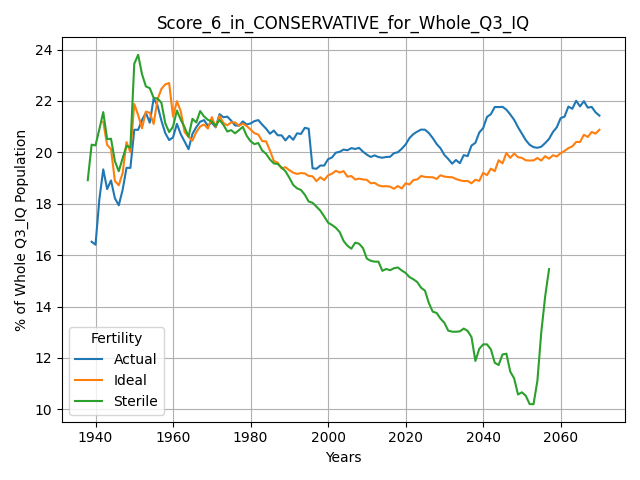 Score_6_in_CONSERVATIVE_for_Whole_Q3_IQ
% of Whole Q3_IQ Population
24
22
20
18
16
14
12
10
Fertility
Actual
Ideal
Sterile
1940 1960 1980 2000 2020 2040 2060
Years